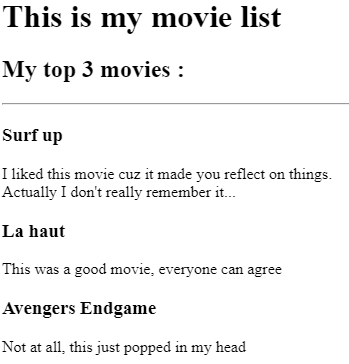 This is my movie list
My top 3 movies :
Surf up
I liked this movie cuz it made you reflect on things.
Actually I don't really remember it...
La haut
This was a good movie, everyone can agree
Avengers Endgame
Not at all, this just popped in my head